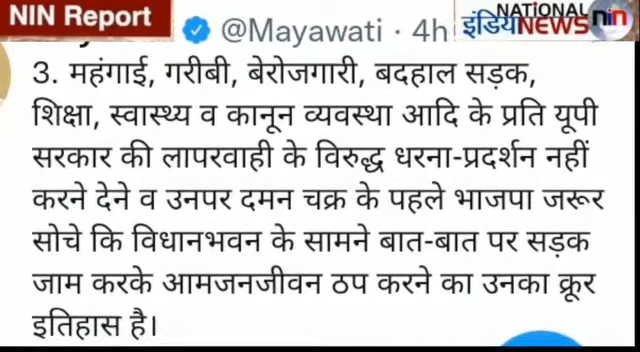 NIN Report
@Mayawati · 4h
NATIONAL
इंडिया NEWS nin
3. महंगाई, गरीबी, बेरोजगारी, बदहाल सड़क,
शिक्षा, स्वास्थ्य व कानून व्यवस्था आदि के प्रति यूपी
सरकार की लापरवाही के विरुद्ध धरना-प्रदर्शन नहीं
करने देने व उनपर दमन चक्र के पहले भाजपा जरूर
सोचे कि विधानभवन के सामने बात-बात पर सड़क
जाम करके आमजनजीवन ठप करने का उनका क्रूर
इतिहास है।